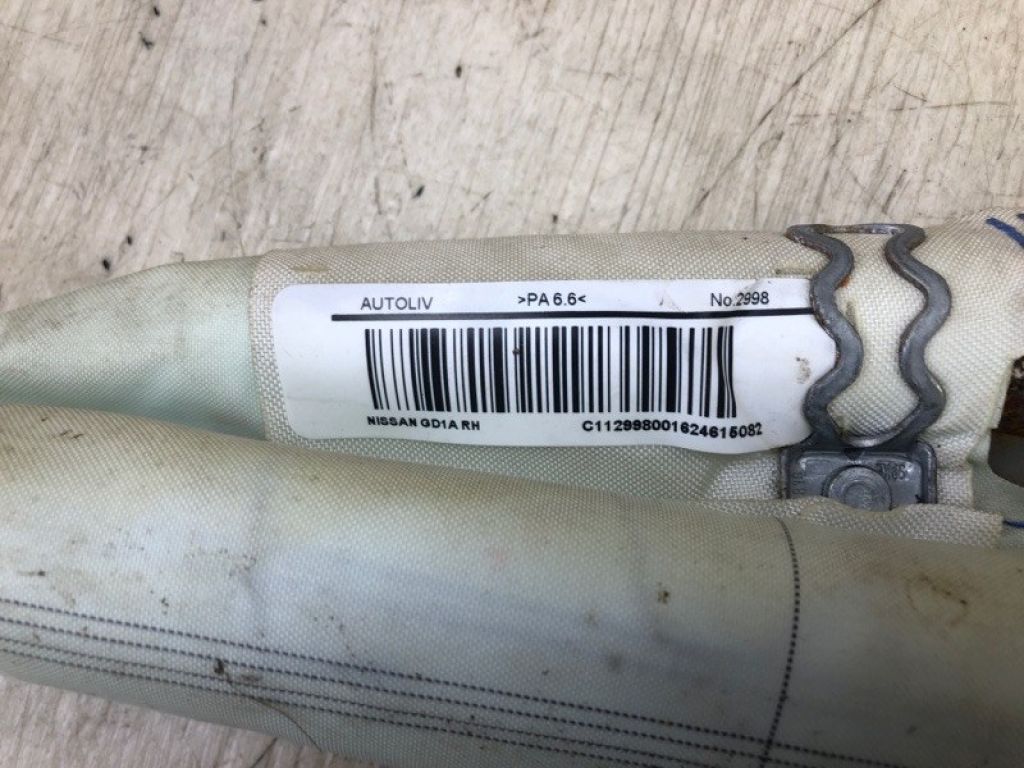 AUTOLIV >PA 6.6< No.2998
NISSAN GD1A RH C112998001624615082